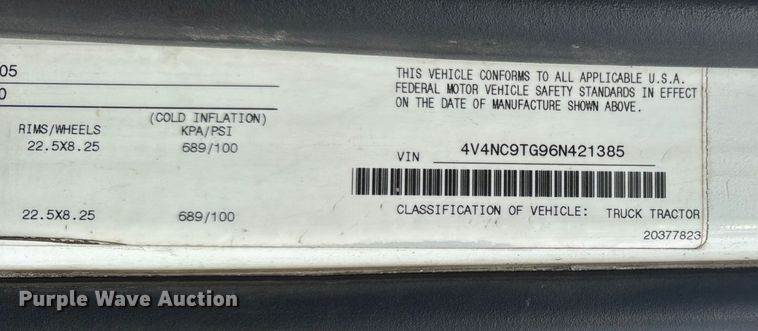 05
0
(COLD INFLATION)
RIMS/WHEELS KPA/PSI
22.5X8.25 689/100
22.5X8.25 689/100
THIS VEHICLE CONFORMS TO ALL APPLICABLE U.S.A.
FEDERAL MOTOR VEHICLE SAFETY STANDARDS IN EFFECT
ON THE DATE OF MANUFACTURE SHOWN ABOVE.
VIN 4V4NC9TG96N421385
CLASSIFICATION OF VEHICLE: TRUCK TRACTOR
20377823
Purple Wave Auction